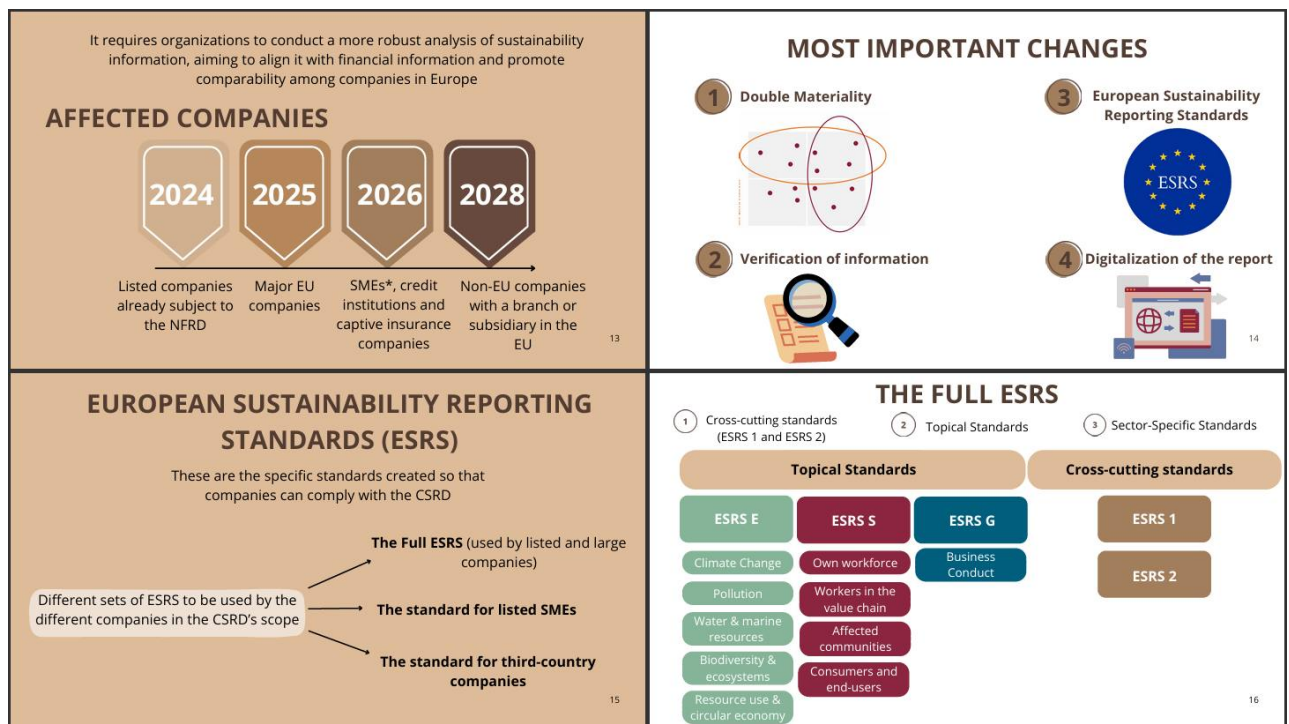 It requires organizations to conduct a more robust analysis of sustainability
information, aiming to align it with financial information and promote
comparability among companies in Europe
AFFECTED COMPANIES
2024
2025
2026
2028
Listed companies
already subject to
the NFRD
Major EU
companies
SMEs*, credit
institutions and
captive insurance
companies
Non-EU companies
with a branch or
subsidiary in the
EU
13
MOST IMPORTANT CHANGES
1
Double Materiality
2
Verification of information
3
European Sustainability
Reporting Standards
ESRS
4
Digitalization of the report
14
EUROPEAN SUSTAINABILITY REPORTING
STANDARDS (ESRS)
These are the specific standards created so that
companies can comply with the CSRD
Different sets of ESRS to be used by the
different companies in the CSRD's scope
The Full ESRS (used by listed and large
companies)
The standard for listed SMEs
The standard for third-country
companies
15
THE FULL ESRS
1
Cross-cutting standards
(ESRS 1 and ESRS 2)
2
Topical Standards
3
Sector-Specific Standards
Topical Standards
Cross-cutting standards
ESRS E
Climate Change
Pollution
Water & marine
resources
Biodiversity &
ecosystems
Resource use &
circular economy
ESRS S
Own workforce
Workers in the
value chain
Affected
communities
Consumers and
end-users
ESRS G
Business
Conduct
ESRS 1
ESRS 2
16